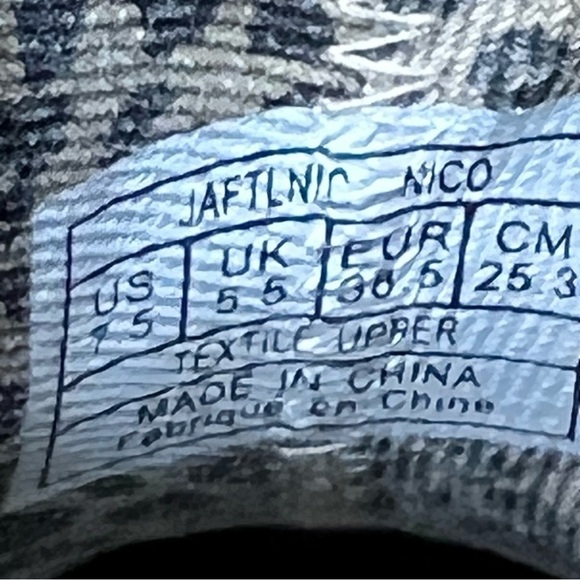 NICO
US UK EUR CM
7.5 5.5 38.5 25.3
TEXTILE UPPER
MADE IN CHINA
Fabriqué en Chine